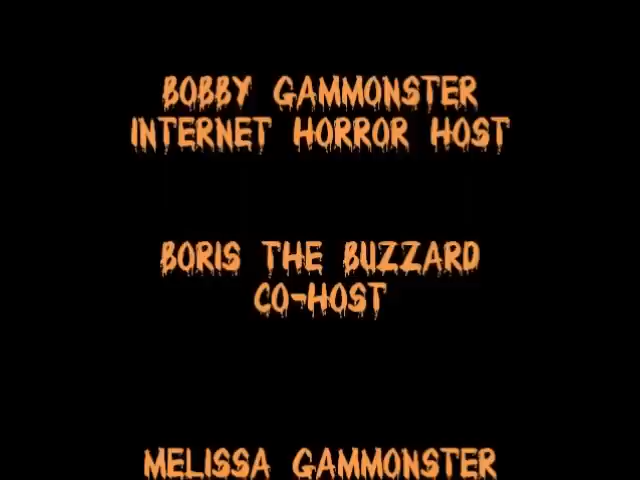 BOBBY GAMMONSTER
INTERNET HORROR HOST
BORIS THE BUZZARD
CO-HOST
MELISSA GAMMONSTER